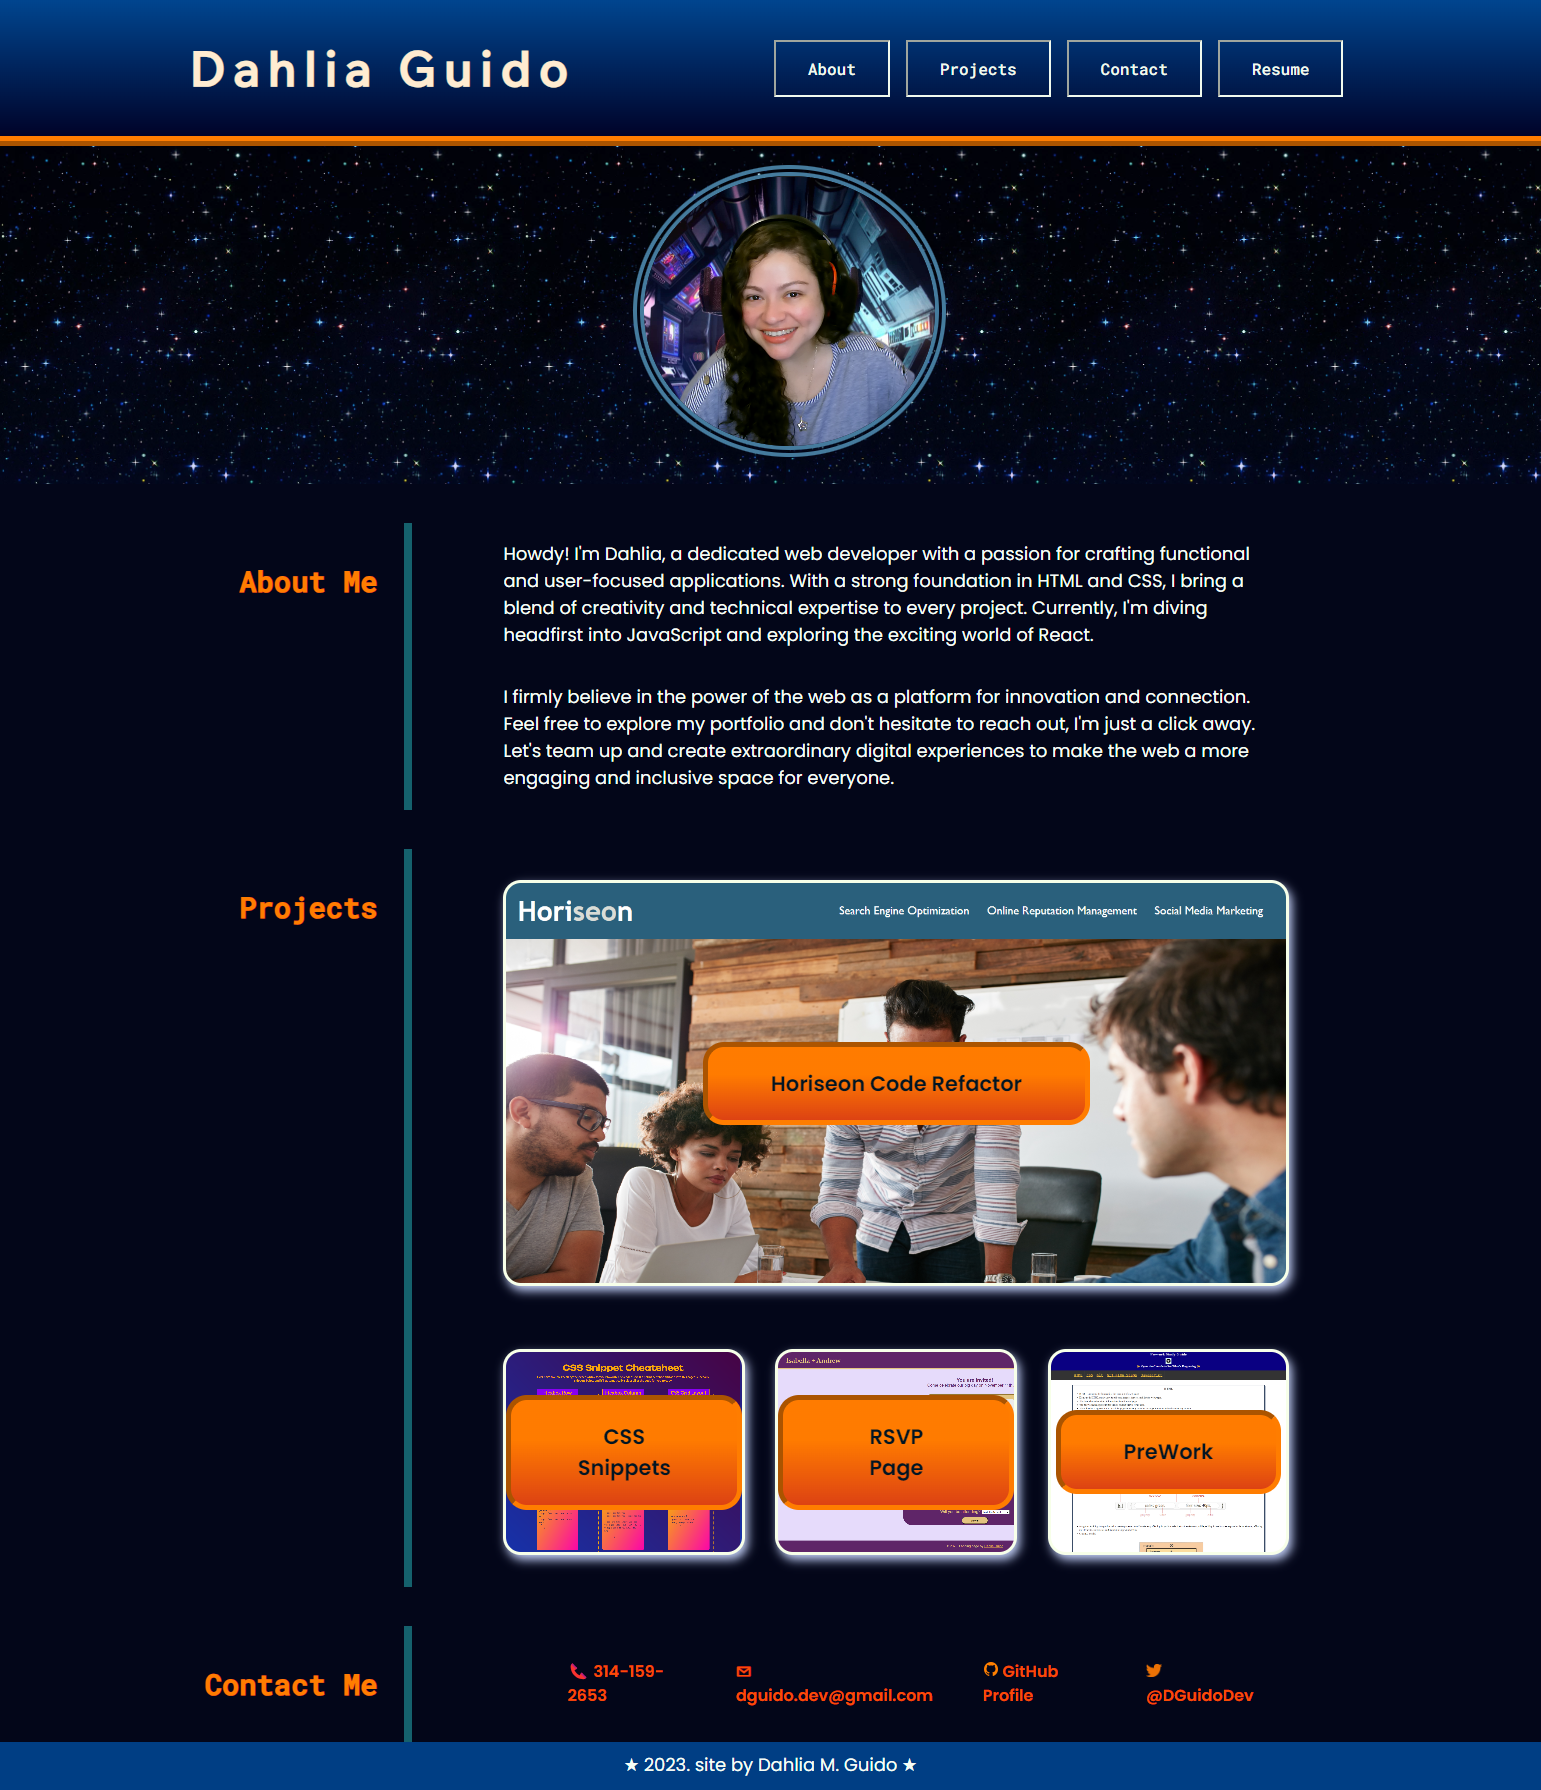 Dahlia Guido
About
Projects
Contact
Resume
About Me
Howdy! I'm Dahlia, a dedicated web developer with a passion for crafting functional
and user-focused applications. With a strong foundation in HTML and CSS, I bring a
blend of creativity and technical expertise to every project. Currently, I'm diving
headfirst into JavaScript and exploring the exciting world of React.
I firmly believe in the power of the web as a platform for innovation and connection.
Feel free to explore my portfolio and don't hesitate to reach out, I'm just a click away.
Let's team up and create extraordinary digital experiences to make the web a more
engaging and inclusive space for everyone.
Projects
Horiseon
Search Engine Optimization
Online Reputation Management
Social Media Marketing
Horiseon Code Refactor
CSS Snippet Cheatsheet
CSS
Snippets
Isabella + Andrew
You are invited!
RSVP
Page
PreWork
Contact Me
314-159-
2653
dguido.dev@gmail.com
GitHub
Profile
@DGuidoDev
★ 2023. site by Dahlia M. Guido ★